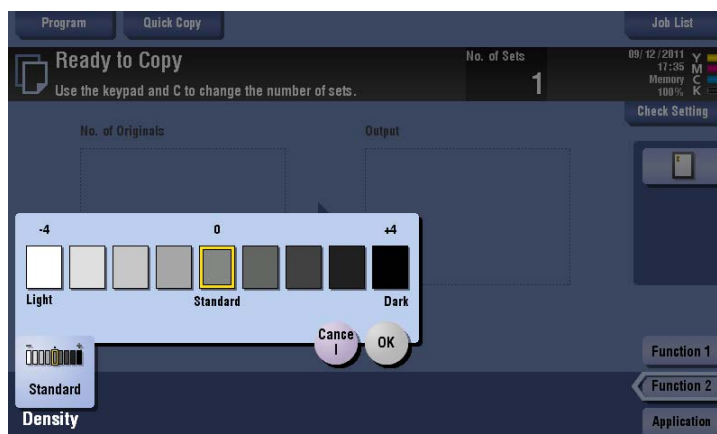 Program
Quick Copy
Job List
Ready to Copy
No. of Sets
09/12/2011
Y
17:35
M
Memory
C
100%
K
Use the keypad and C to change the number of sets.
1
Check Setting
No. of Originals
Output
-4
0
+4
Light
Standard
Dark
Cance
l
OK
Standard
Function 1
Function 2
Density
Application